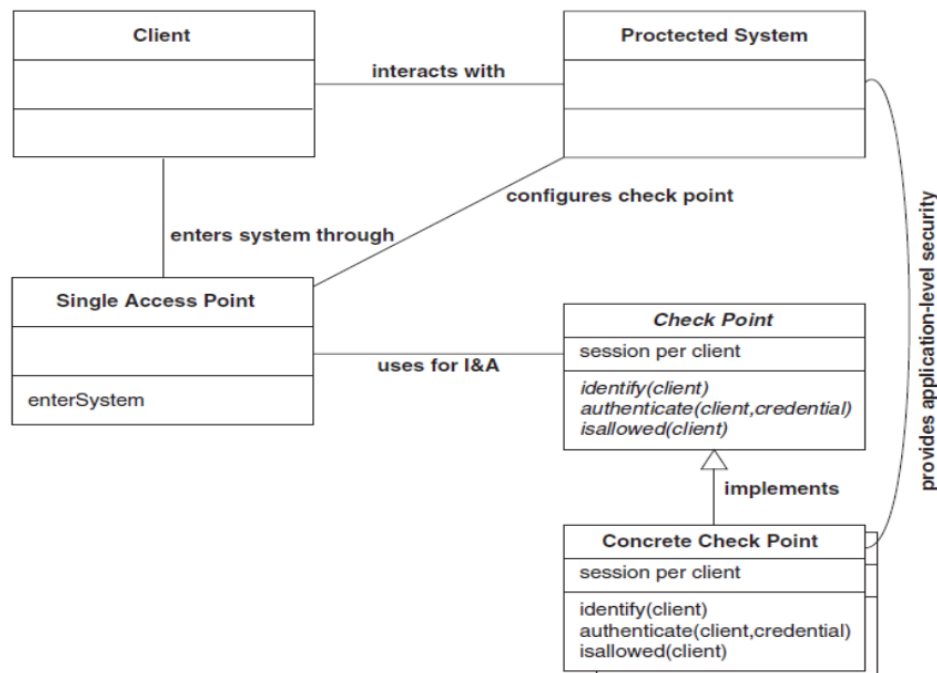 Client
Proctected System
interacts with
configures check point
enters system through
provides application-level security
Single Access Point
enterSystem
uses for I&A
Check Point
session per client
identify(client)
authenticate(client,credential)
isallowed(client)
implements
Concrete Check Point
session per client
identify(client)
authenticate(client,credential)
isallowed(client)